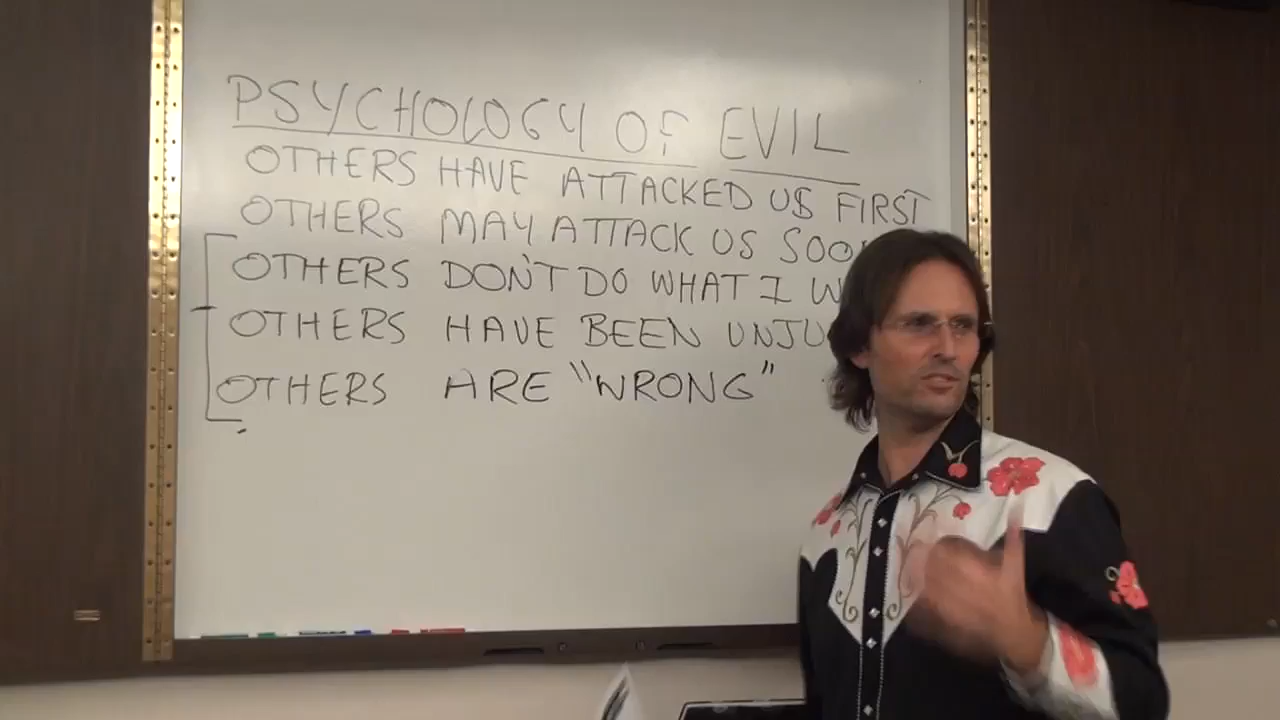 PSYCHOLOGY OF EVIL
OTHERS HAVE ATTACKED US FIRST
OTHERS MAY ATTACK US
OTHERS DON'T DO WHAT I
OTHERS HAVE BEEN
OTHERS ARE "WRONG"